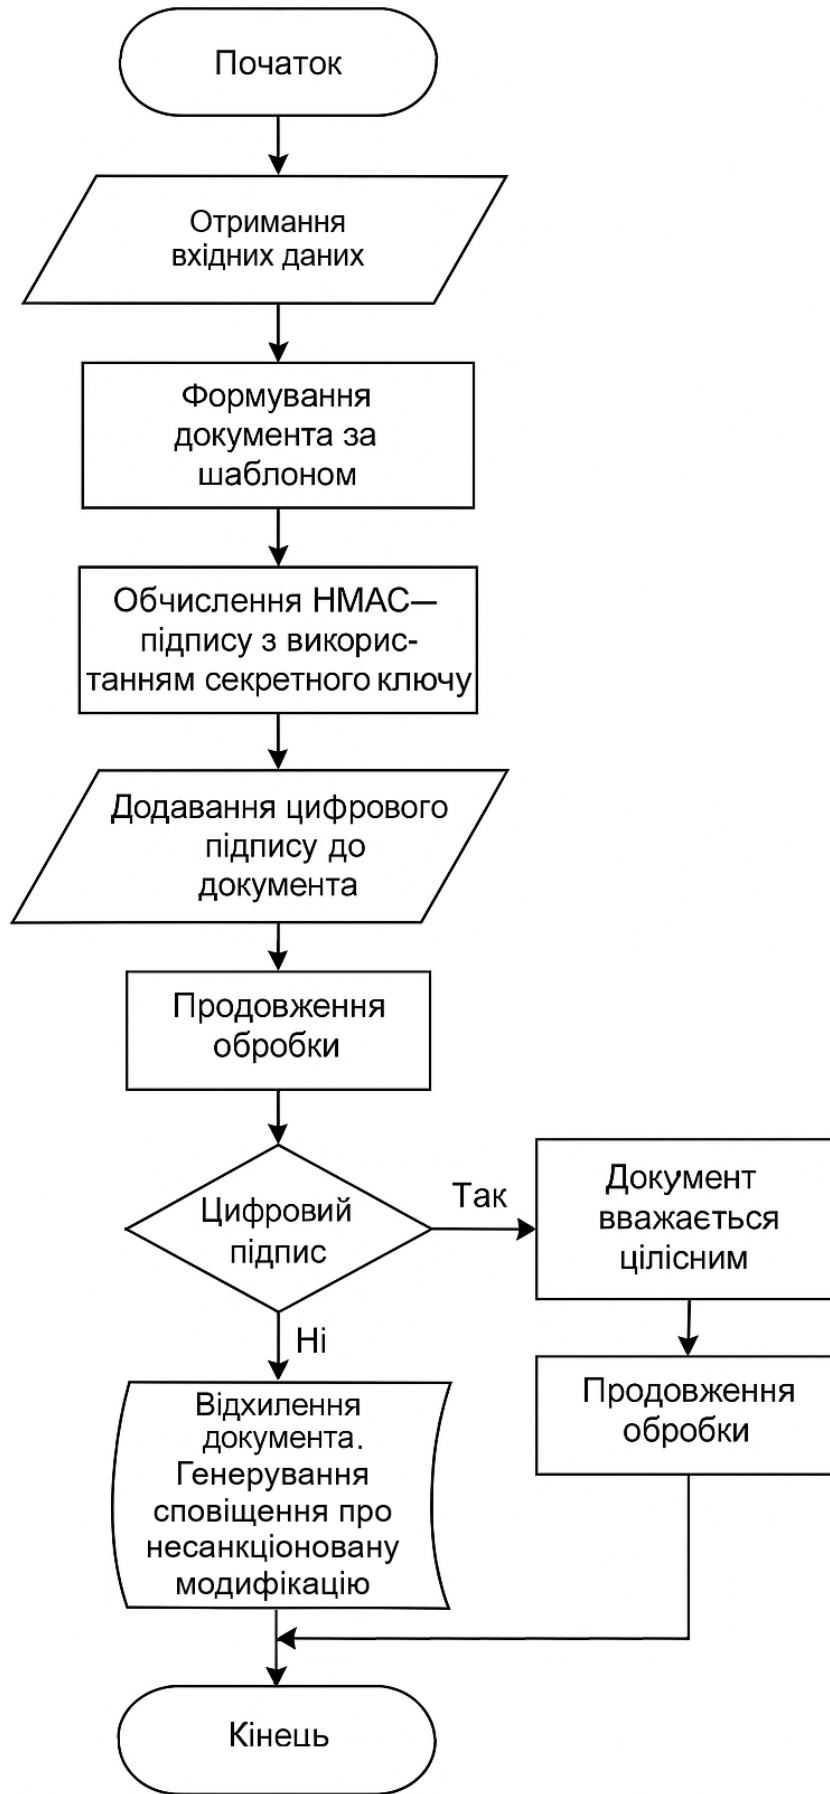 Початок
Отримання
вхідних даних
Формування
документа за
шаблоном
Обчислення НМАС—
підпису з викорис-
танням секретного ключу
Додавання цифрового
підпису до
документа
Продовження
обробки
Цифровий
підпис
Так
Документ
вважається
цілісним
Продовження
обробки
Ні
Відхилення
документа.
Генерування
сповіщення про
несанкціоновану
модифікацію
Кінець